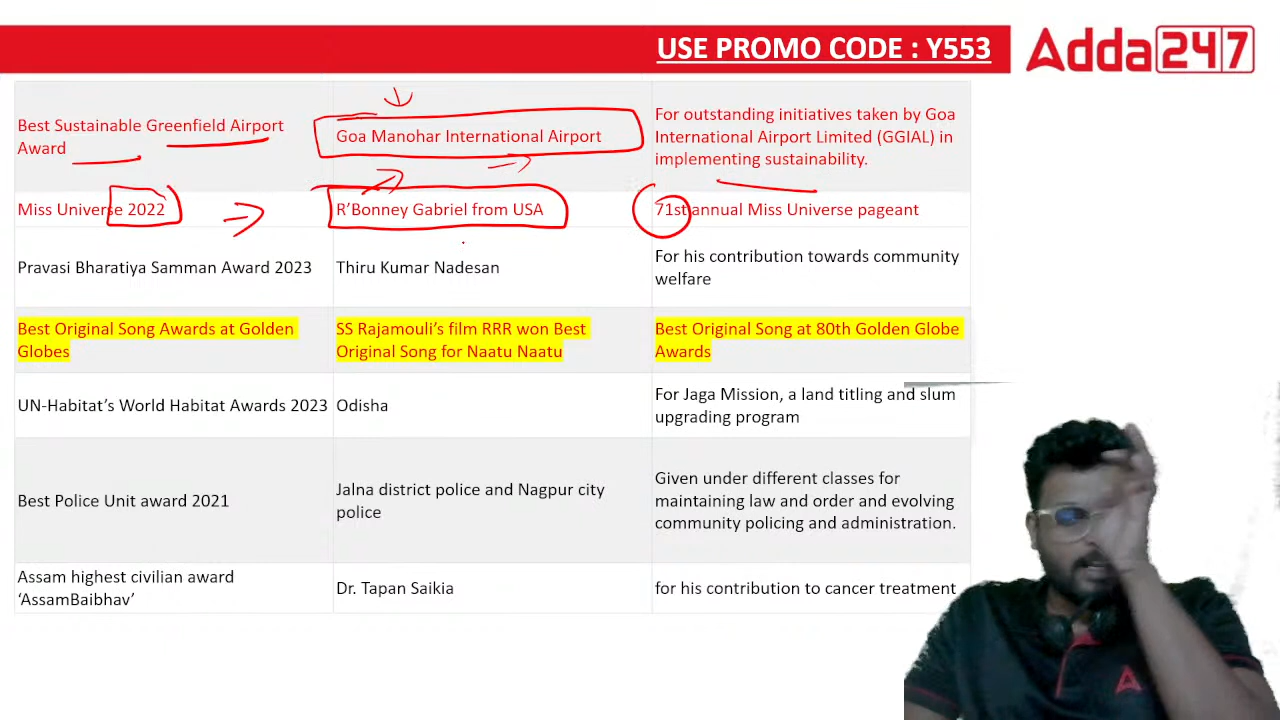 USE PROMO CODE : Y553
Adda247
Best Sustainable Greenfield Airport
Award
Goa Manohar International Airport
For outstanding initiatives taken by Goa
International Airport Limited (GGIAL) in
implementing sustainability.
Miss Universe 2022
R’Bonney Gabriel from USA
71st annual Miss Universe pageant
Pravasi Bharatiya Samman Award 2023
Thiru Kumar Nadesan
For his contribution towards community
welfare
Best Original Song Awards at Golden
Globes
SS Rajamouli’s film RRR won Best
Original Song for Naatu Naatu
Best Original Song at 80th Golden Globe
Awards
UN-Habitat’s World Habitat Awards 2023
Odisha
For Jaga Mission, a land titling and slum
upgrading program
Best Police Unit award 2021
Jalna district police and Nagpur city
police
Given under different classes for
maintaining law and order and evolving
community policing and administration.
Assam highest civilian award
‘AssamBaibhav’
Dr. Tapan Saikia
for his contribution to cancer treatment